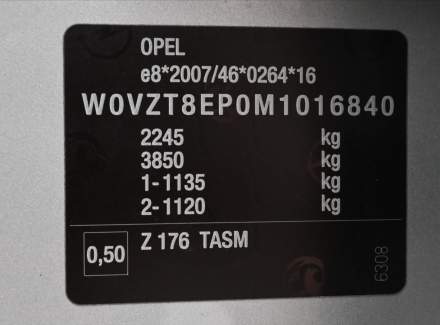 OPEL
e8*2007/46*0264*16
W0VZT8EP0M1016840
2245 kg
3850 kg
1-1135 kg
2-1120 kg
0,50 Z 176 TASM
6308